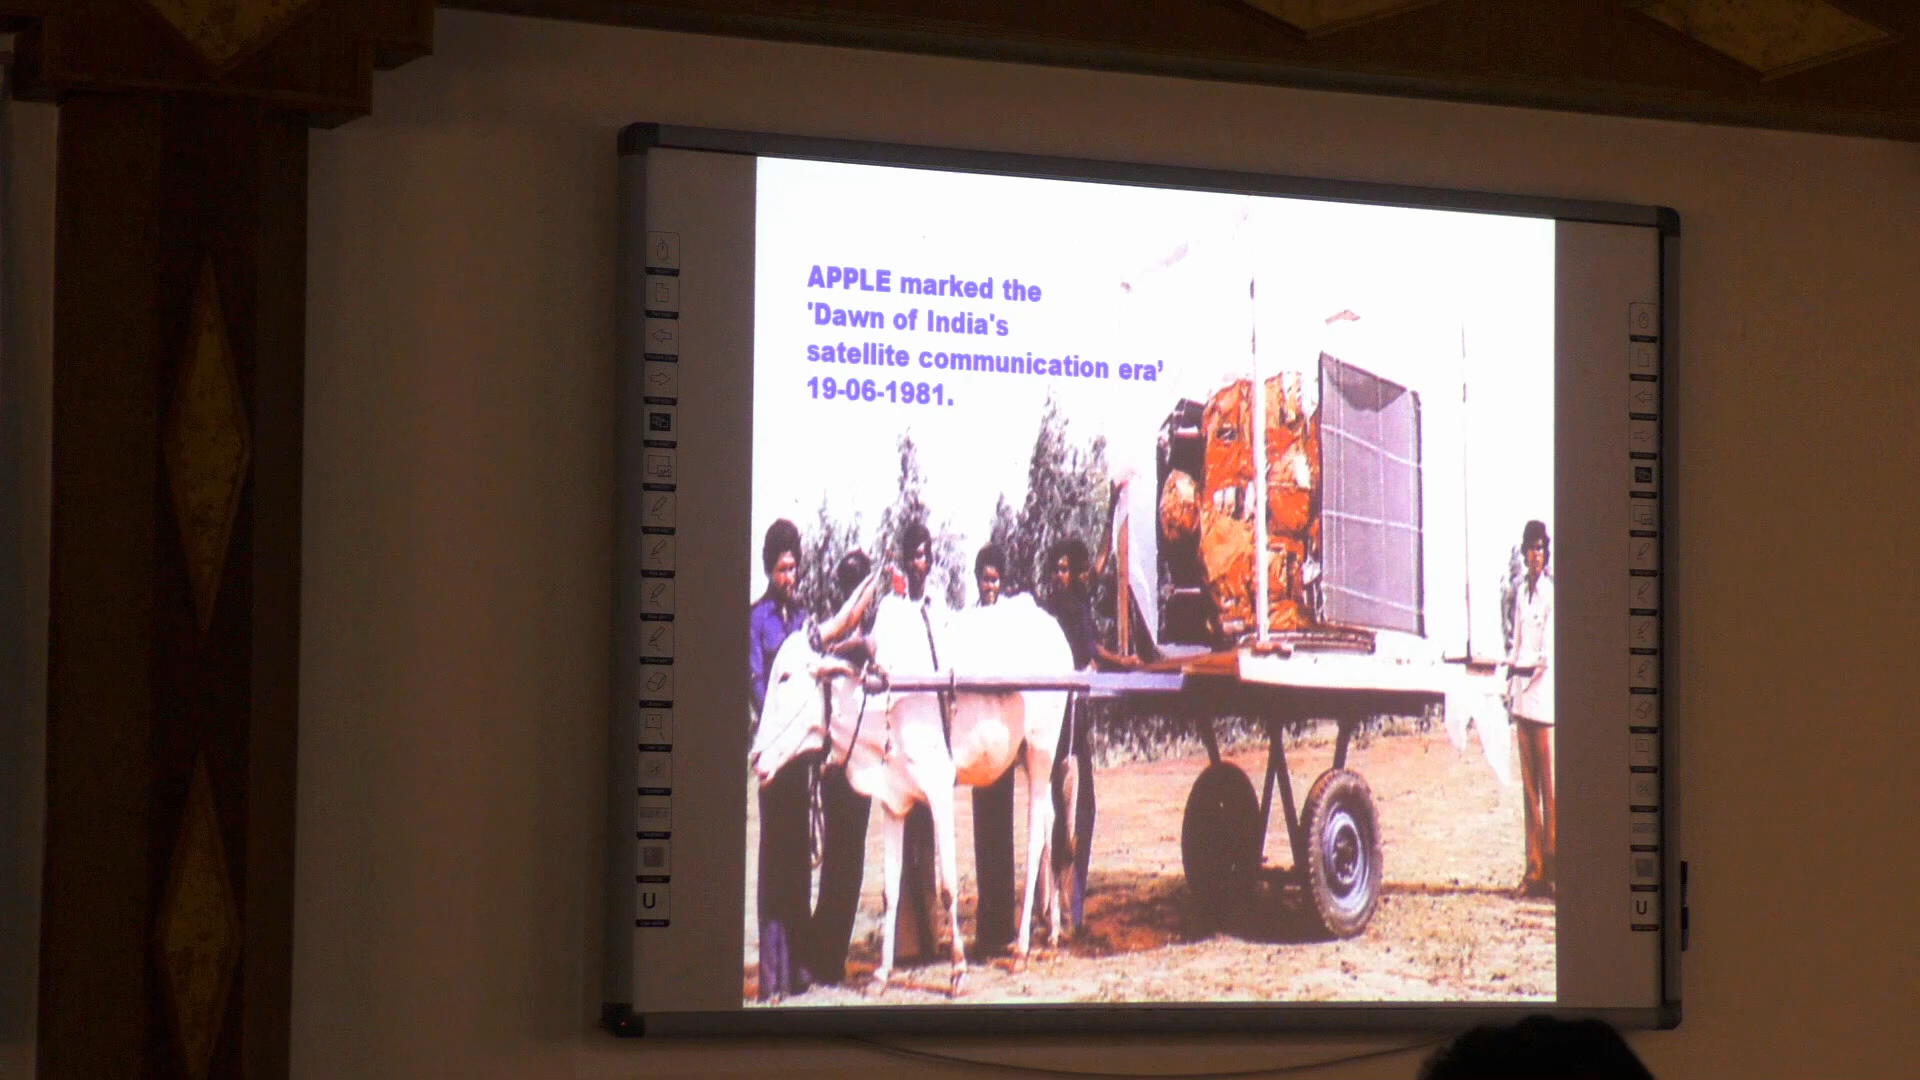 APPLE marked the
'Dawn of India's
satellite communication era’
19-06-1981.
U
U